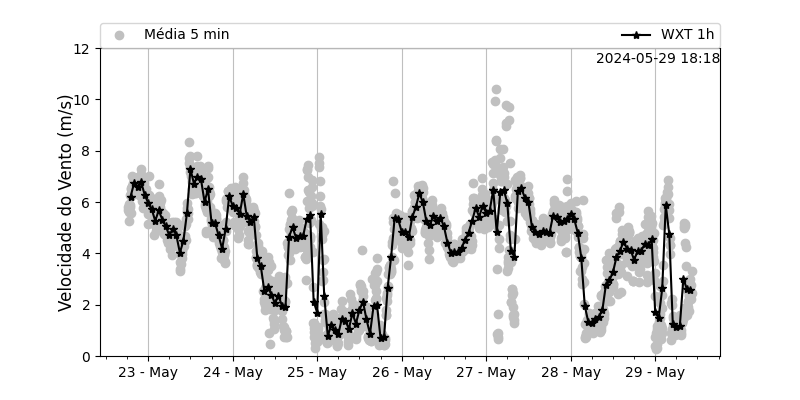 Média 5 min
WXT 1h
2024-05-29 18:18
Velocidade do Vento (m/s)
12
10
8
6
4
2
0
23 - May
24 - May
25 - May
26 - May
27 - May
28 - May
29 - May